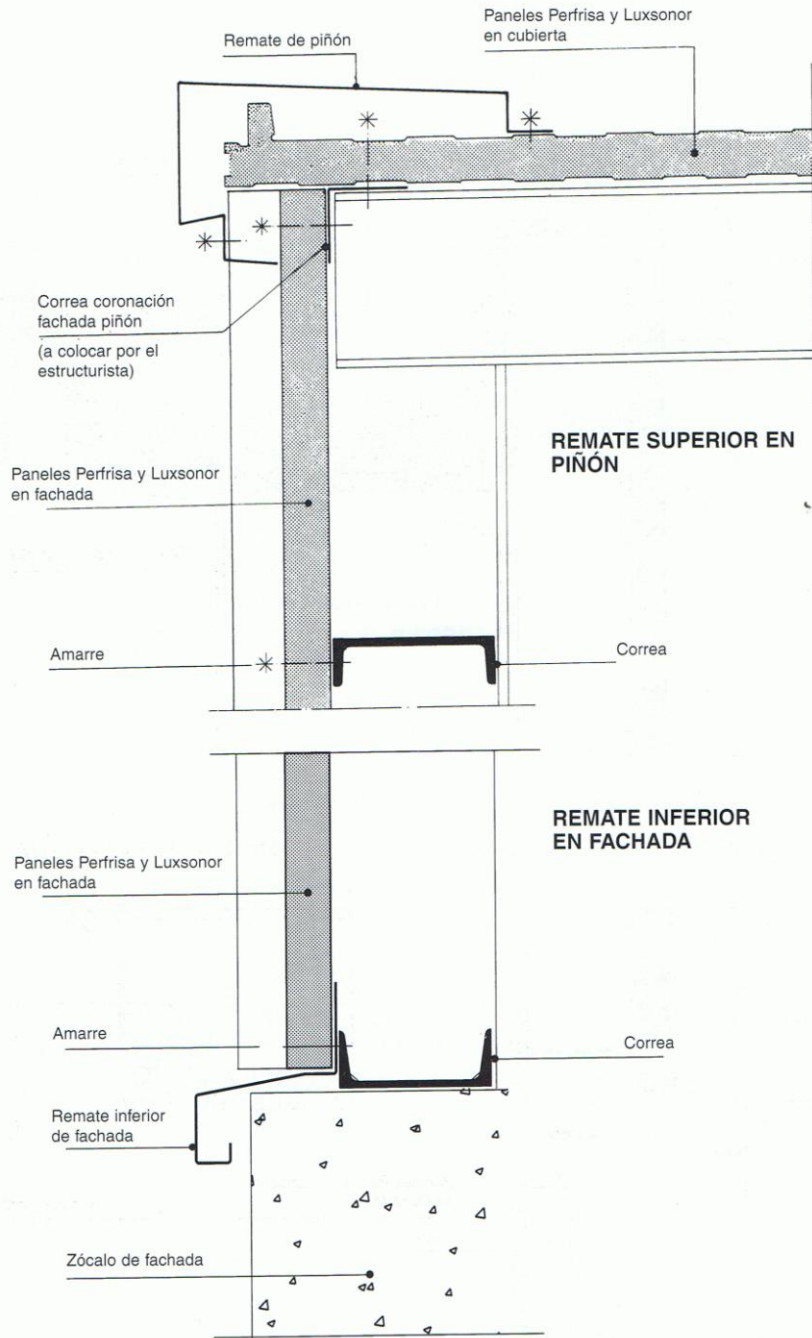 Paneles Perfrisa y Luxsonor
en cubierta
Remate de piñón
Correa coronación
fachada piñón
(a colocar por el
estructurista)
REMATE SUPERIOR EN
PIÑÓN
Paneles Perfrisa y Luxsonor
en fachada
Amarre
Correa
REMATE INFERIOR
EN FACHADA
Paneles Perfrisa y Luxsonor
en fachada
Amarre
Correa
Remate inferior
de fachada
Zócalo de fachada